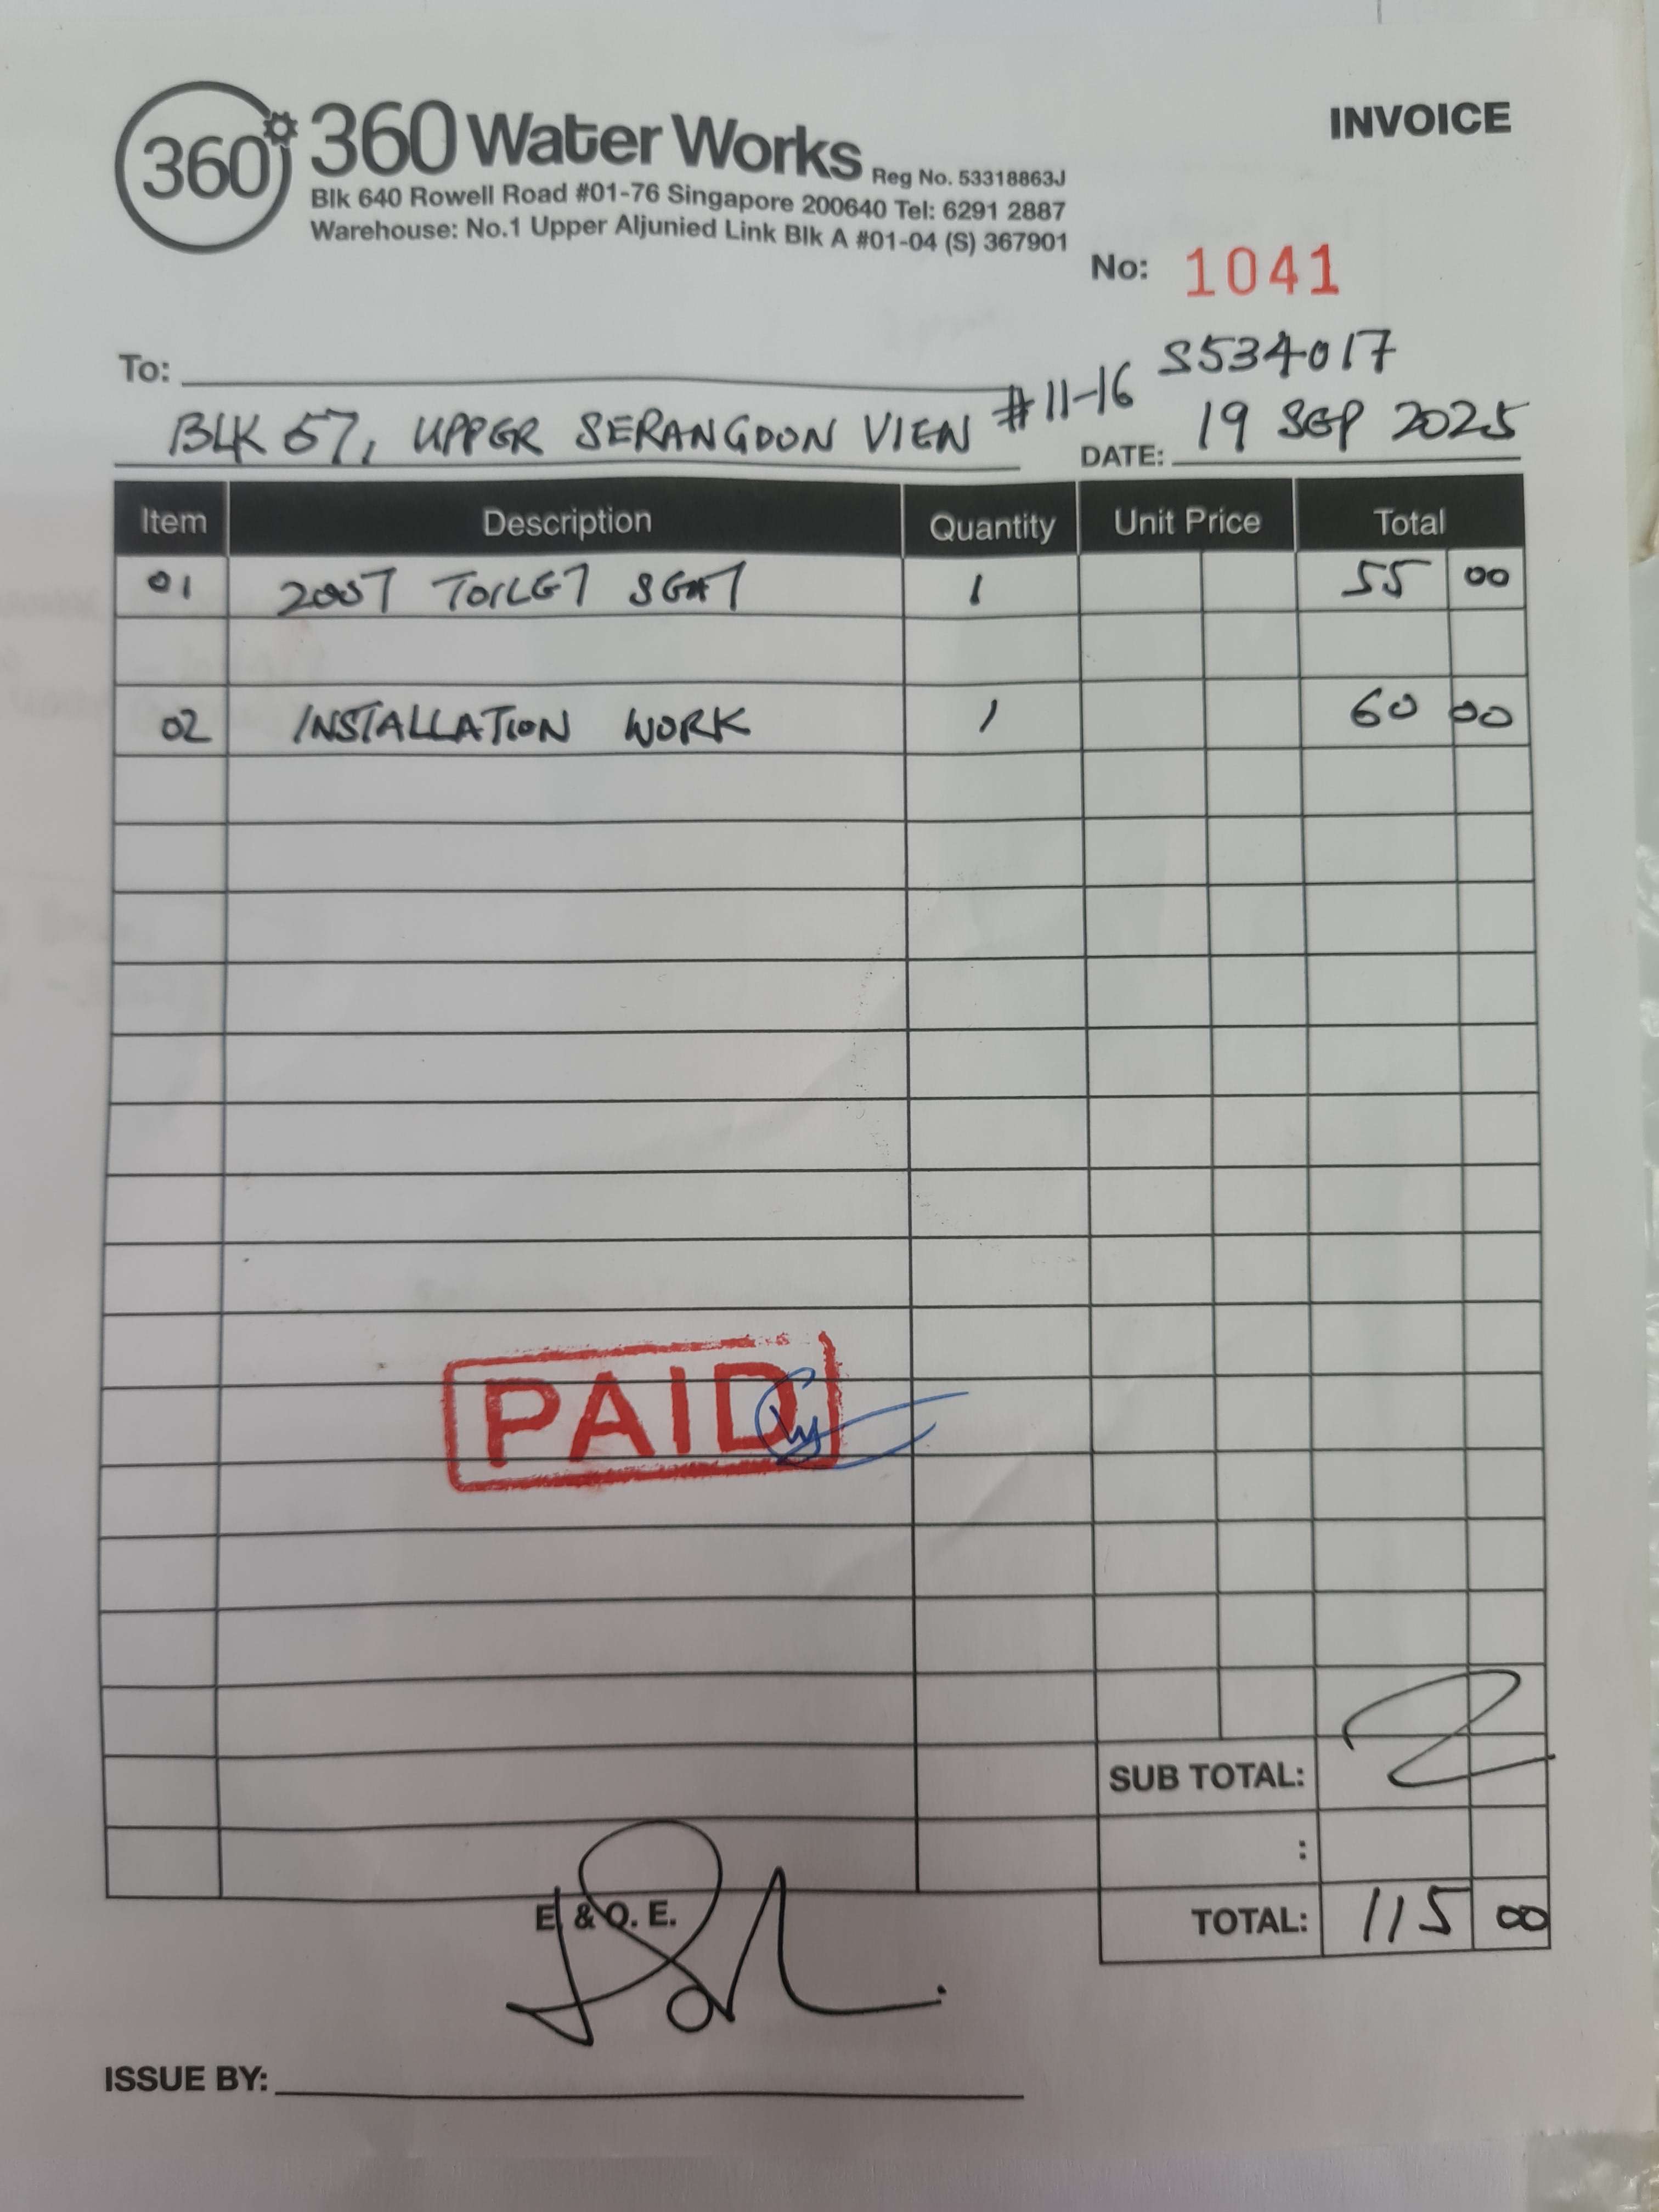 360° 360 Water Works Reg No. 53318863J
INVOICE
Blk 640 Rowell Road #01-76 Singapore 200640 Tel: 6291 2887
Warehouse: No.1 Upper Aljunied Link Blk A #01-04 (S) 367901
No: 1041
To:
S534017
BLK 57, UPPER SERANGOON VIEW #11-16
DATE: 19 SEP 2025
Item Description Quantity Unit Price Total
01 TOILET SEAT 1 55 00
02 INSTALLATION WORK 1 60 00
PAID
SUB TOTAL:
:
E. & O. E.
TOTAL: 115 00
ISSUE BY: